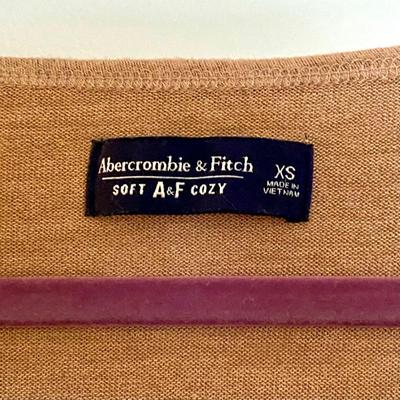 Abercrombie & Fitch
SOFT A&F COZY
XS
MADE IN
VIETNAM